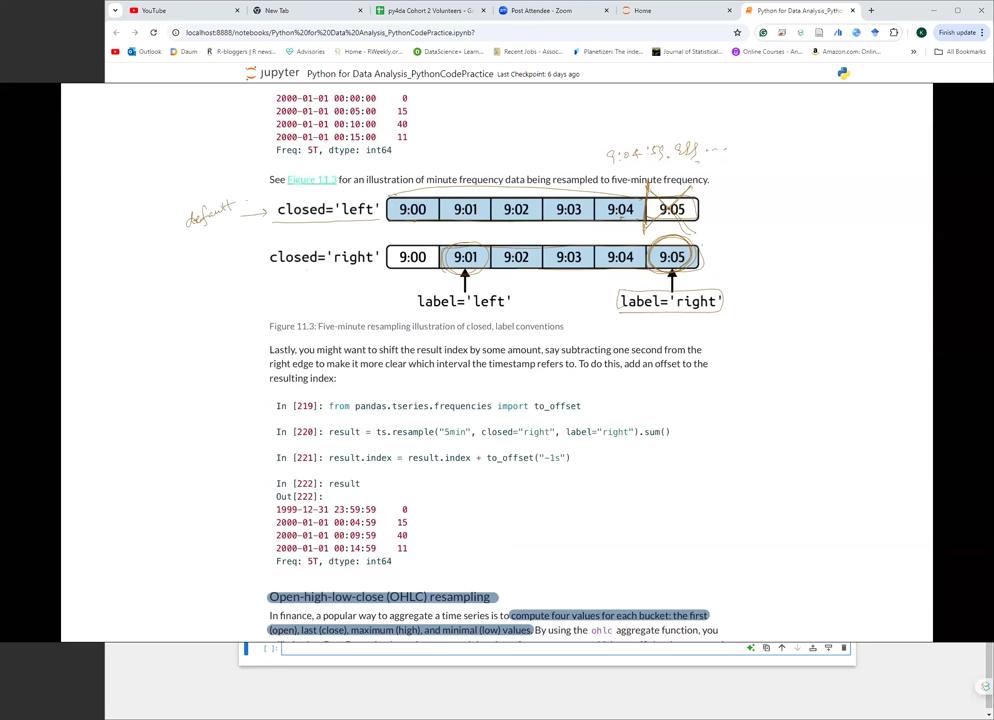 YouTube
New Tab
py4da Cohort 2 Volunteers - G
Post Attendee - Zoom
Home
Python for Data Analysis_Pytho
localhost:8888/notebooks/Python%20for%20Data%20Analysis_PythonCodePractice.ipynb?
K
Finish update
YouTube
Outlook
Daum
R-bloggers | R news...
Advisories
Home - RWeekly.or...
DataScience+ Learn...
Recent Jobs - Assoc...
Planetizen: The inde...
Journal of Statistical...
Online Courses - An...
Amazon.com: Onlin...
»
All Bookmarks
jupyter Python for Data Analysis_PythonCodePractice Last Checkpoint: 6 days ago
2000-01-01 00:00:00 0
2000-01-01 00:05:00 15
2000-01-01 00:10:00 40
2000-01-01 00:15:00 11
Freq: 5T, dtype: int64
See Figure 11.3 for an illustration of minute frequency data being resampled to five-minute frequency.
default
closed='left' 9:00 9:01 9:02 9:03 9:04 9:05
closed='right' 9:00 9:01 9:02 9:03 9:04 9:05
label='left' label='right'
Figure 11.3: Five-minute resampling illustration of closed, label conventions
Lastly, you might want to shift the result index by some amount, say subtracting one second from the
right edge to make it more clear which interval the timestamp refers to. To do this, add an offset to the
resulting index:
In [219]: from pandas.tseries.frequencies import to_offset
In [220]: result = ts.resample("5min", closed="right", label="right").sum()
In [221]: result.index = result.index + to_offset("-1s")
In [222]: result
Out[222]:
1999-12-31 23:59:59 0
2000-01-01 00:04:59 15
2000-01-01 00:09:59 40
2000-01-01 00:14:59 11
Freq: 5T, dtype: int64
Open-high-low-close (OHLC) resampling
In finance, a popular way to aggregate a time series is to compute four values for each bucket: the first
(open), last (close), maximum (high), and minimal (low) values. By using the ohlc aggregate function, you
[ ]: